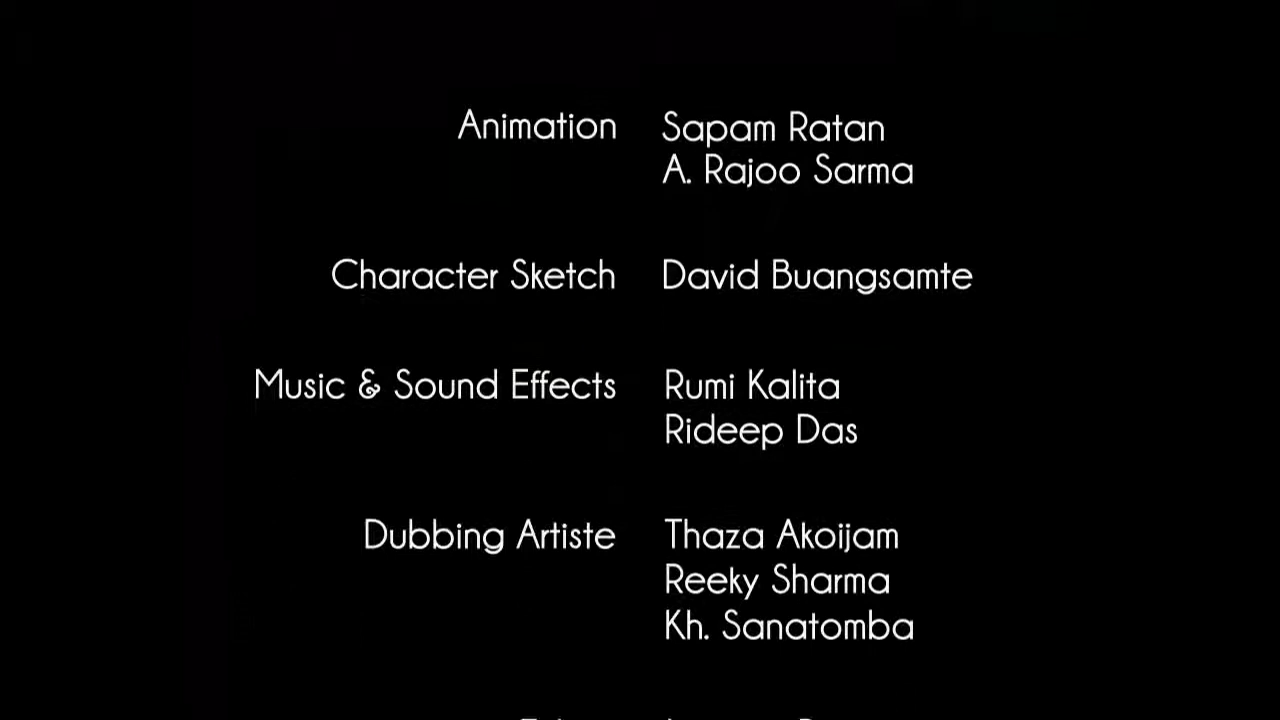 Animation Sapam Ratan
A. Rajoo Sarma
Character Sketch David Buangsamte
Music & Sound Effects Rumi Kalita
Rideep Das
Dubbing Artiste Thaza Akoijam
Reeky Sharma
Kh. Sanatomba